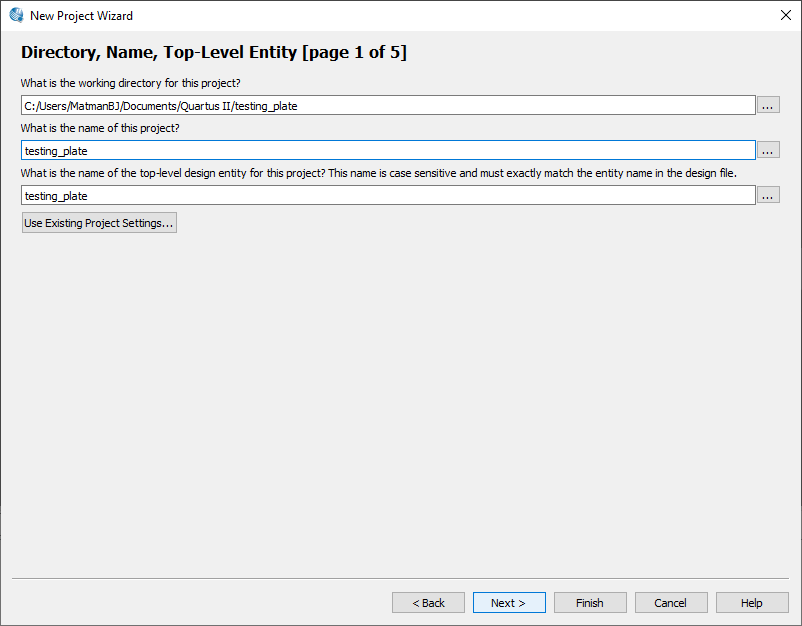 New Project Wizard
Directory, Name, Top-Level Entity [page 1 of 5]
What is the working directory for this project?
C:/Users/MatmanBJ/Documents/Quartus II/testing_plate
...
What is the name of this project?
testing_plate
...
What is the name of the top-level design entity for this project? This name is case sensitive and must exactly match the entity name in the design file.
testing_plate
...
Use Existing Project Settings...
< Back
Next >
Finish
Cancel
Help